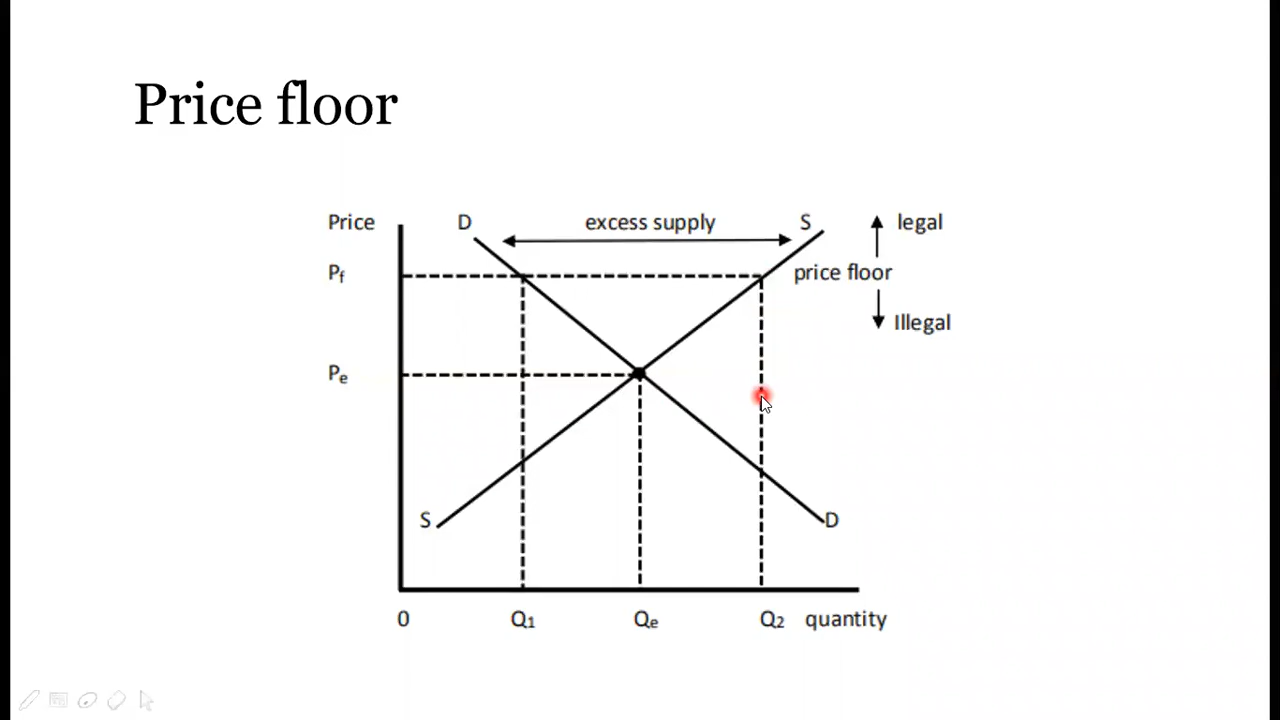 Price floor
Price D excess supply S legal
Pf price floor
Illegal
Pe
S D
0 Q1 Qe Q2 quantity